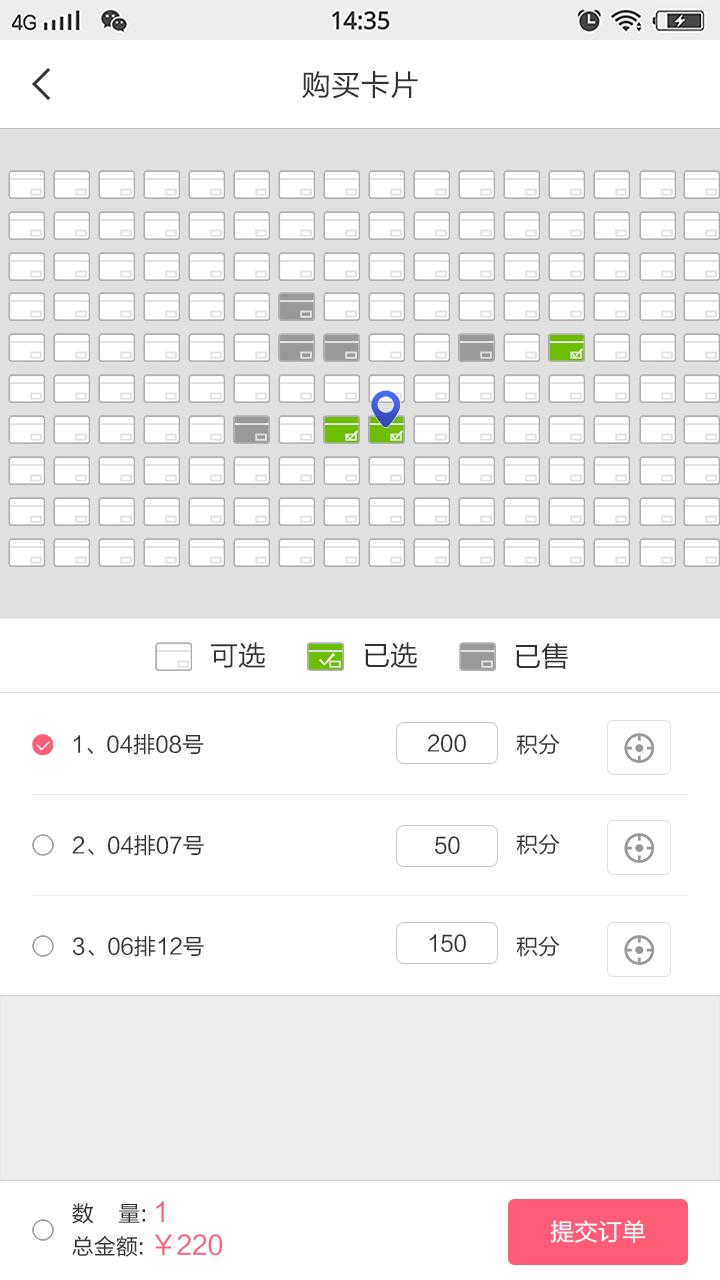 4G 14:35
购买卡片
可选 已选 已售
1、04排08号 200 积分
2、04排07号 50 积分
3、06排12号 150 积分
数 量: 1
总金额: ￥220
提交订单